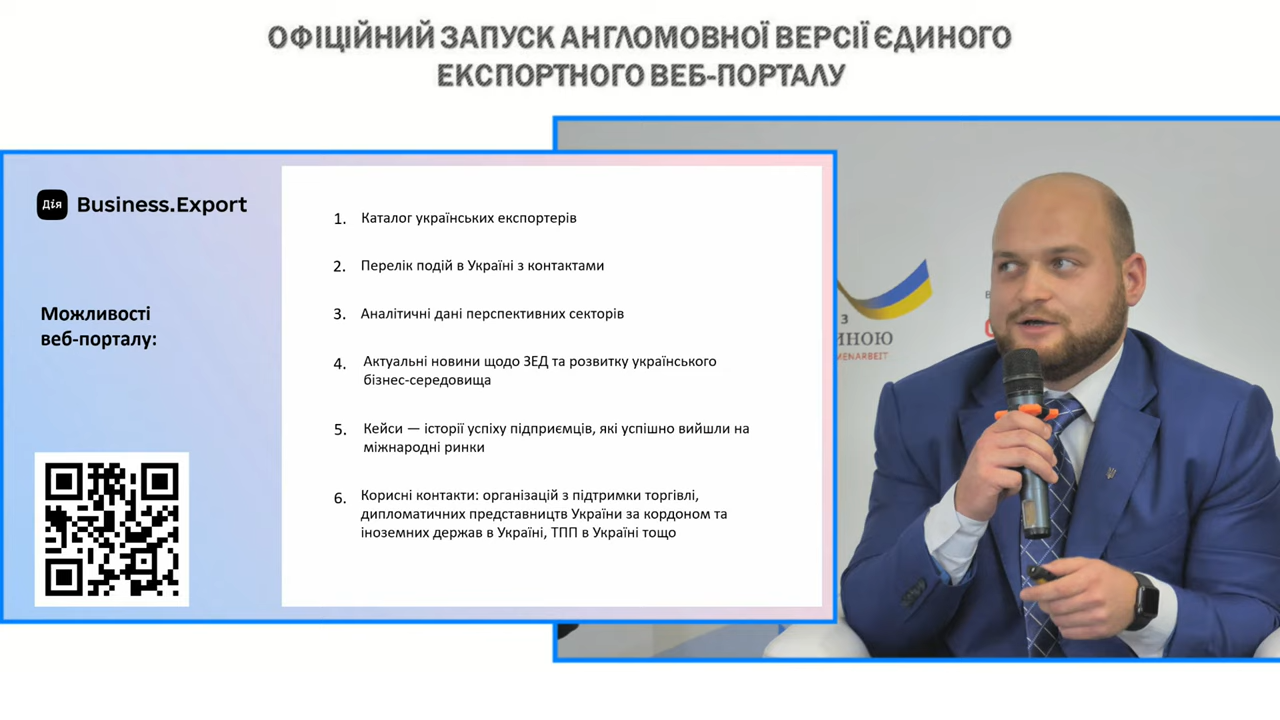 ОФІЦІЙНИЙ ЗАПУСК АНГЛОМОВНОЇ ВЕРСІЇ ЄДИНОГО
ЕКСПОРТНОГО ВЕБ-ПОРТАЛУ
Дія Business.Export
Можливості
веб-порталу:
1. Каталог українських експортерів
2. Перелік подій в Україні з контактами
3. Аналітичні дані перспективних секторів
4. Актуальні новини щодо ЗЕД та розвитку українського
бізнес-середовища
5. Кейси — історії успіху підприємців, які успішно вийшли на
міжнародні ринки
6. Корисні контакти: організацій з підтримки торгівлі,
дипломатичних представництв України за кордоном та
іноземних держав в Україні, ТПП в Україні тощо
З